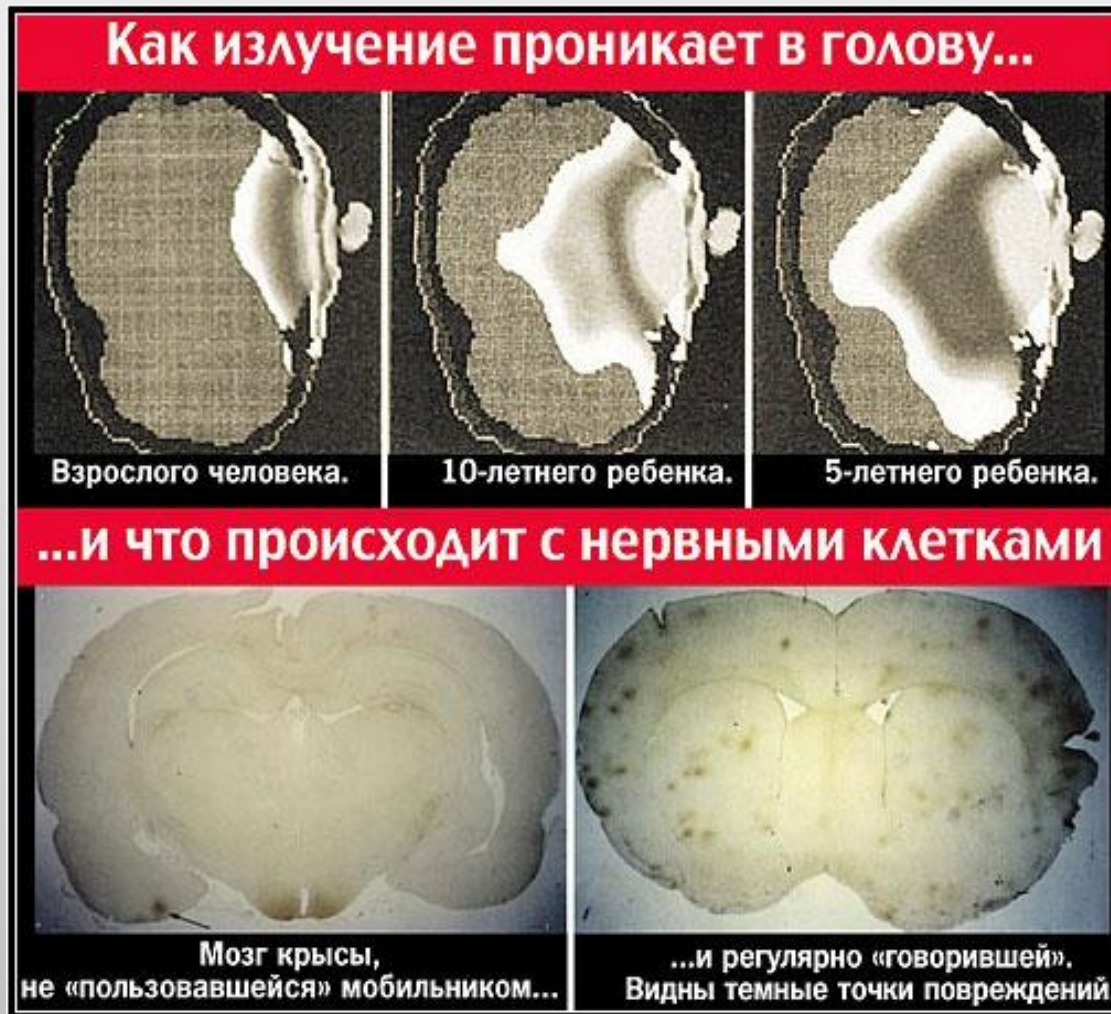 Как излучение проникает в голову...
Взрослого человека.
10-летнего ребенка.
5-летнего ребенка.
...и что происходит с нервными клетками
Мозг крысы,
не «пользовавшейся» мобильником...
...и регулярно «говорившей».
Видны темные точки повреждений